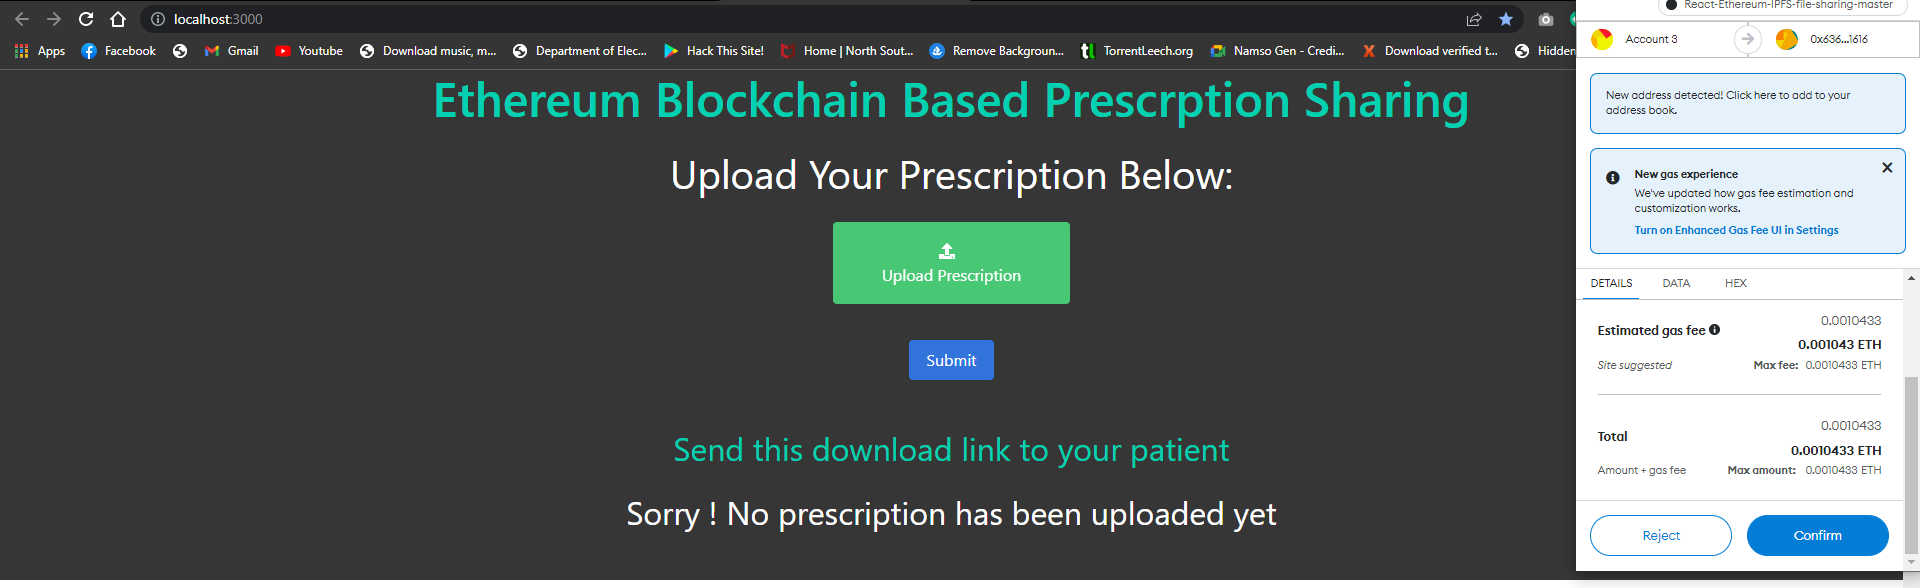 localhost:3000
Apps Facebook Gmail Youtube Download music, m... Department of Elec... Hack This Site! Home | North Sout... Remove Backgroun... TorrentLeech.org Namso Gen - Credi... Download verified t... Hidden
Ethereum Blockchain Based Prescrption Sharing
Upload Your Prescription Below:
Upload Prescription
Submit
Send this download link to your patient
Sorry ! No prescription has been uploaded yet
React-Ethereum-IPFS-file-sharing-master
Account 3 0x636...1616
New address detected! Click here to add to your
address book.
New gas experience
We've updated how gas fee estimation and
customization works.
Turn on Enhanced Gas Fee UI in Settings
DETAILS DATA HEX
0.0010433
Estimated gas fee
0.001043 ETH
Site suggested Max fee: 0.0010433 ETH
0.0010433
Total
0.0010433 ETH
Amount + gas fee Max amount: 0.0010433 ETH
Reject Confirm